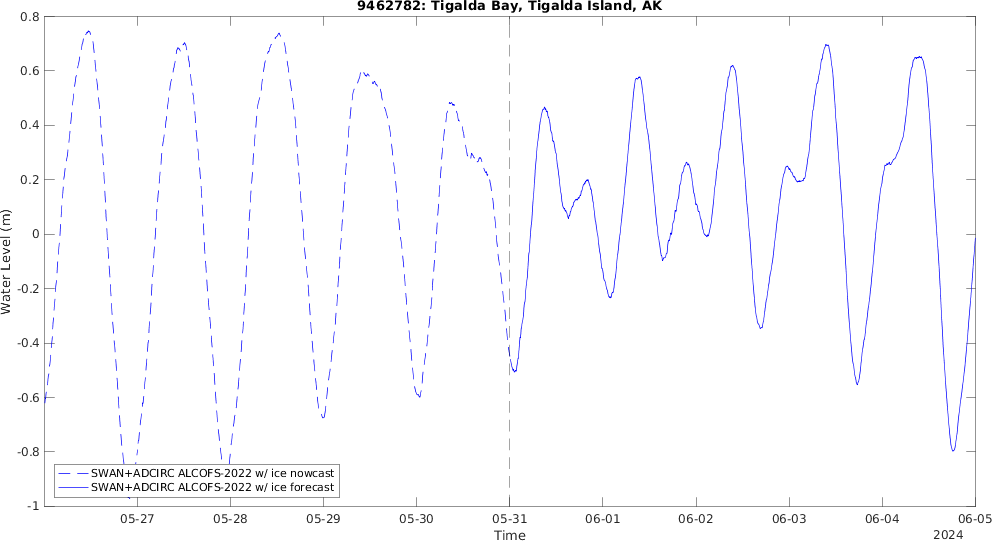 9462782: Tigalda Bay, Tigalda Island, AK
0.8
0.6
0.4
0.2
0
-0.2
-0.4
-0.6
-0.8
-1
Water Level (m)
SWAN+ADCIRC ALCOFS-2022 w/ ice nowcast
SWAN+ADCIRC ALCOFS-2022 w/ ice forecast
05-27 05-28 05-29 05-30 05-31 06-01 06-02 06-03 06-04 06-05
Time
2024